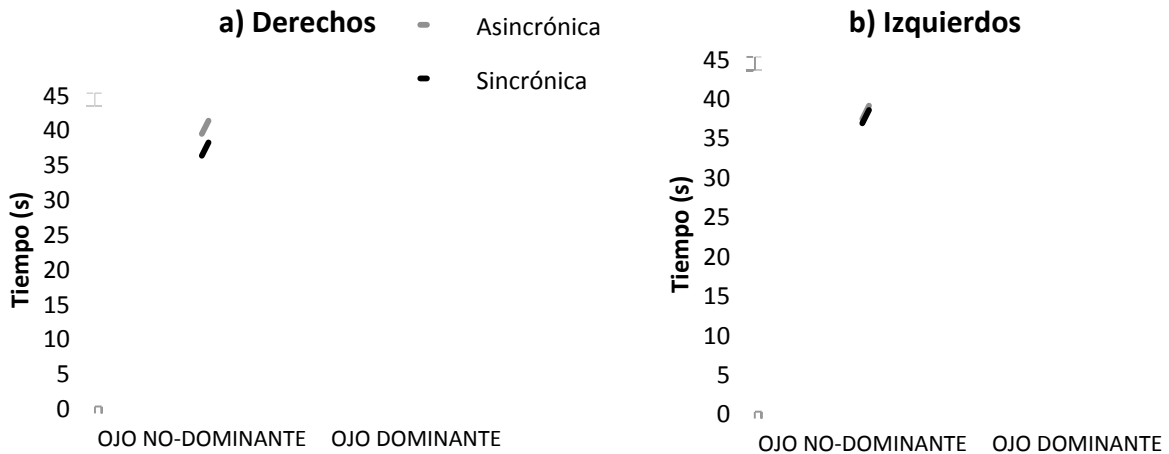 a) Derechos
Asincrónica
Sincrónica
Tiempo (s)
45
40
35
30
25
20
15
10
5
0
OJO NO-DOMINANTE OJO DOMINANTE
b) Izquierdos
Tiempo (s)
45
40
35
30
25
20
15
10
5
0
OJO NO-DOMINANTE OJO DOMINANTE